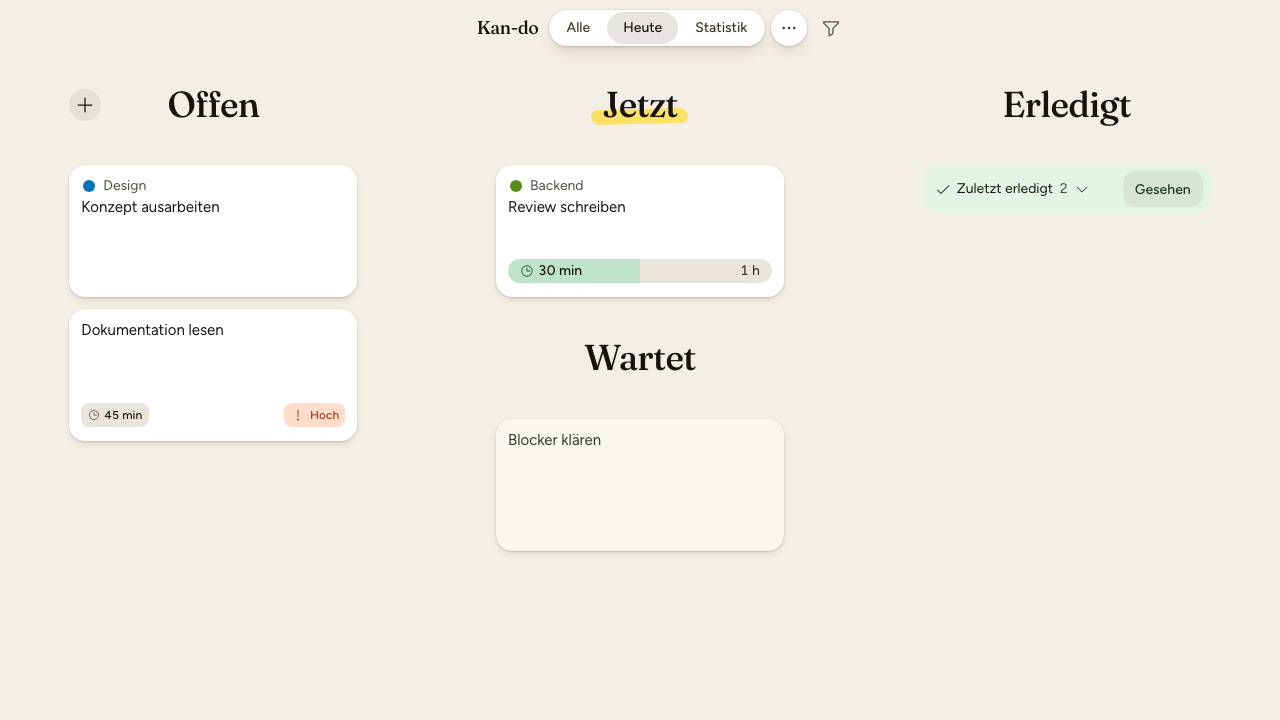 Kan-do
Alle
Heute
Statistik
Offen
Design
Konzept ausarbeiten
Dokumentation lesen
45 min
Hoch
Jetzt
Backend
Review schreiben
30 min
1 h
Wartet
Blocker klären
Erledigt
Zuletzt erledigt 2
Gesehen